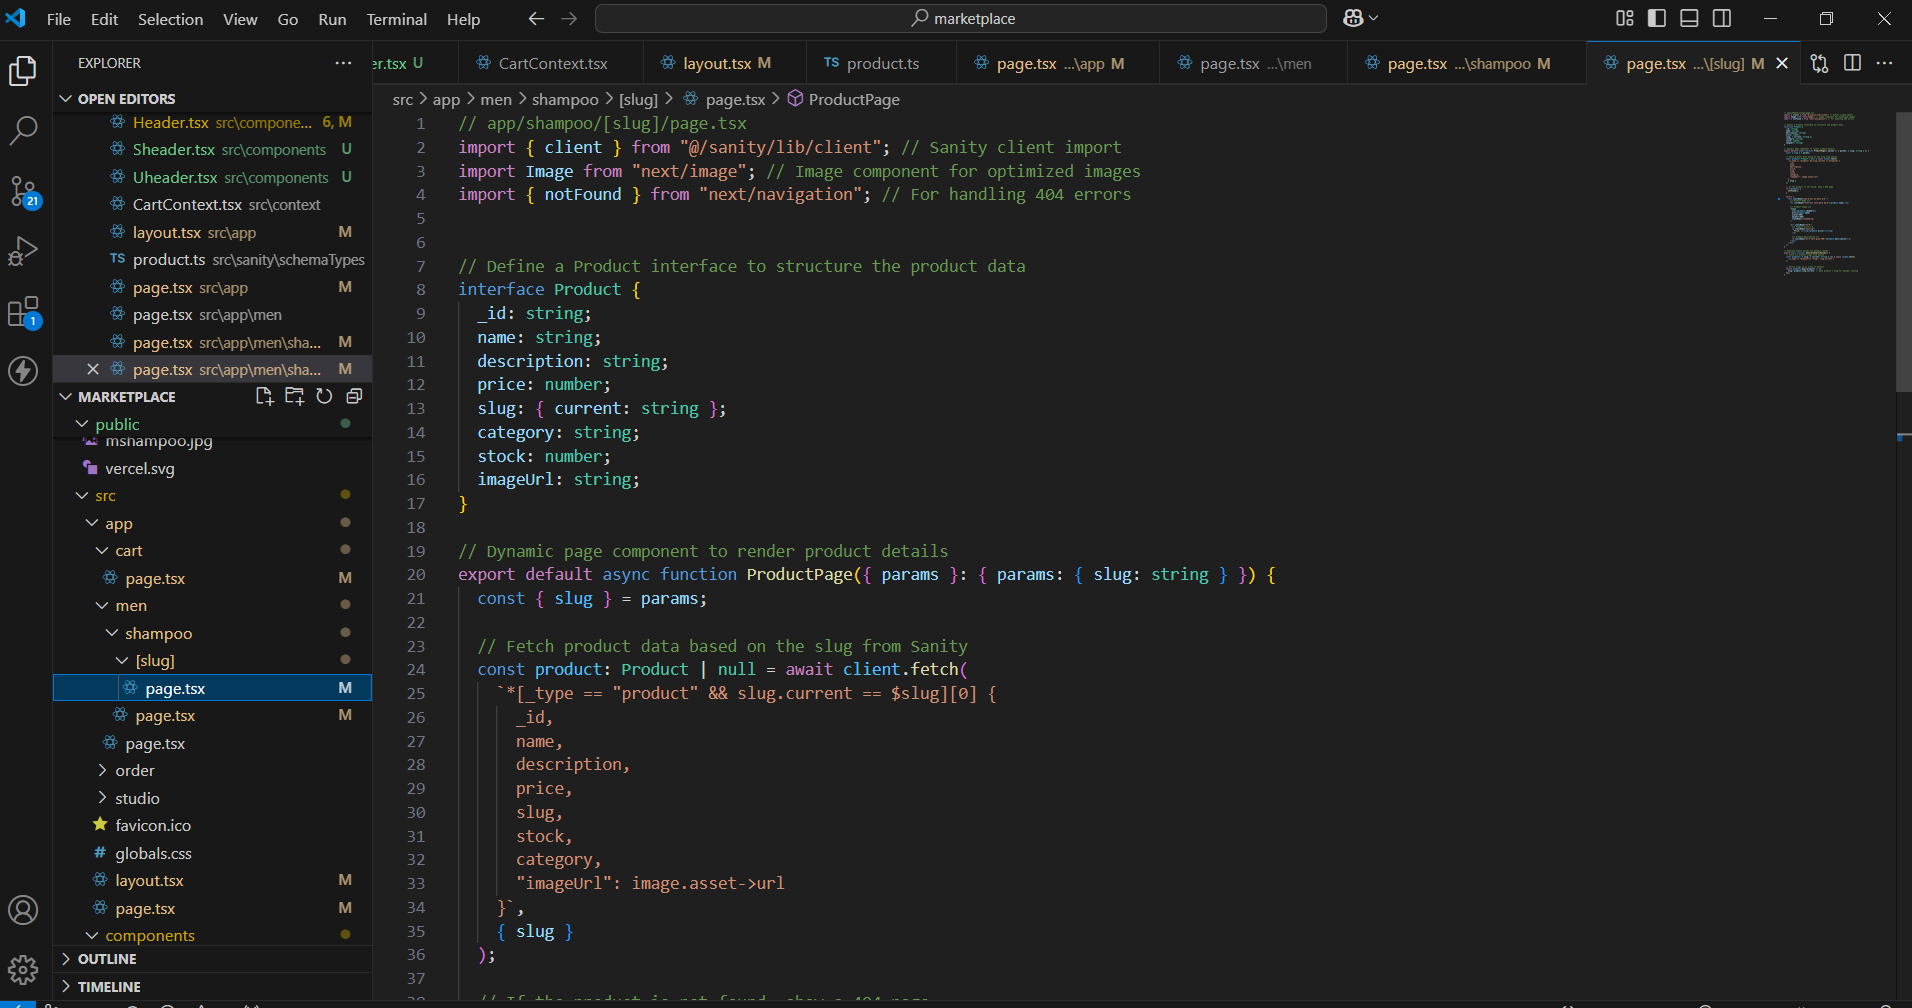 File Edit Selection View Go Run Terminal Help
marketplace
EXPLORER
er.tsx U
CartContext.tsx
layout.tsx M
TS product.ts
page.tsx ...\app M
page.tsx ...\men
page.tsx ...\shampoo M
page.tsx ...\[slug] M
OPEN EDITORS
Header.tsx src\compone... 6, M
Sheader.tsx src\components U
Uheader.tsx src\components U
CartContext.tsx src\context
layout.tsx src\app M
TS product.ts src\sanity\schemaTypes
page.tsx src\app M
page.tsx src\app\men
page.tsx src\app\men\sha... M
page.tsx src\app\men\sha... M
MARKETPLACE
public
mshampoo.jpg
vercel.svg
src
app
cart
page.tsx M
men
shampoo
[slug]
page.tsx M
page.tsx M
page.tsx
order
studio
favicon.ico
# globals.css
layout.tsx M
page.tsx M
components
OUTLINE
TIMELINE
21
1
src > app > men > shampoo > [slug] > page.tsx > ProductPage
1 // app/shampoo/[slug]/page.tsx
2 import { client } from "@/sanity/lib/client"; // Sanity client import
3 import Image from "next/image"; // Image component for optimized images
4 import { notFound } from "next/navigation"; // For handling 404 errors
5
6
7 // Define a Product interface to structure the product data
8 interface Product {
9 _id: string;
10 name: string;
11 description: string;
12 price: number;
13 slug: { current: string };
14 category: string;
15 stock: number;
16 imageUrl: string;
17 }
18
19 // Dynamic page component to render product details
20 export default async function ProductPage({ params }: { params: { slug: string } }) {
21 const { slug } = params;
22
23 // Fetch product data based on the slug from Sanity
24 const product: Product | null = await client.fetch(
25 `*[_type == "product" && slug.current == $slug][0] {
26 _id,
27 name,
28 description,
29 price,
30 slug,
31 stock,
32 category,
33 "imageUrl": image.asset->url
34 }`,
35 { slug }
36 );
37
38 // If the product is not found, show a 404 page